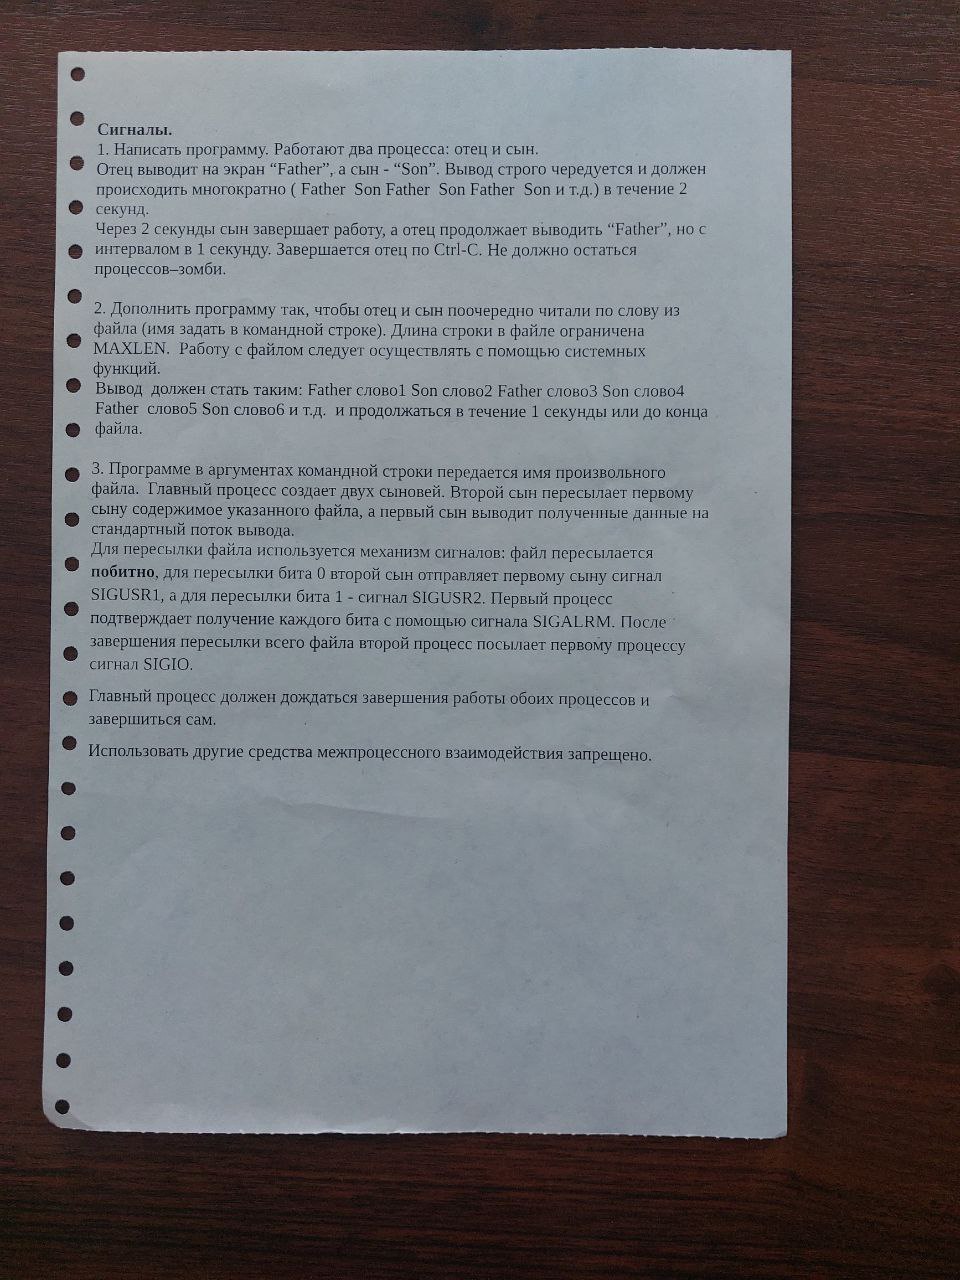 Сигналы.
1. Написать программу. Работают два процесса: отец и сын.
Отец выводит на экран “Father”, а сын - “Son”. Вывод строго чередуется и должен
происходить многократно ( Father Son Father Son Father Son и т.д.) в течение 2
секунд.
Через 2 секунды сын завершает работу, а отец продолжает выводить “Father”, но с
интервалом в 1 секунду. Завершается отец по Ctrl-C. Не должно остаться
процессов–зомби.
2. Дополнить программу так, чтобы отец и сын поочередно читали по слову из
файла (имя задать в командной строке). Длина строки в файле ограничена
MAXLEN. Работу с файлом следует осуществлять с помощью системных
функций.
Вывод должен стать таким: Father слово1 Son слово2 Father слово3 Son слово4
Father слово5 Son слово6 и т.д. и продолжаться в течение 1 секунды или до конца
файла.
3. Программе в аргументах командной строки передается имя произвольного
файла. Главный процесс создает двух сыновей. Второй сын пересылает первому
сыну содержимое указанного файла, а первый сын выводит полученные данные на
стандартный поток вывода.
Для пересылки файла используется механизм сигналов: файл пересылается
побитно, для пересылки бита 0 второй сын отправляет первому сыну сигнал
SIGUSR1, а для пересылки бита 1 - сигнал SIGUSR2. Первый процесс
подтверждает получение каждого бита с помощью сигнала SIGALRM. После
завершения пересылки всего файла второй процесс посылает первому процессу
сигнал SIGIO.
Главный процесс должен дождаться завершения работы обоих процессов и
завершиться сам.
Использовать другие средства межпроцессного взаимодействия запрещено.